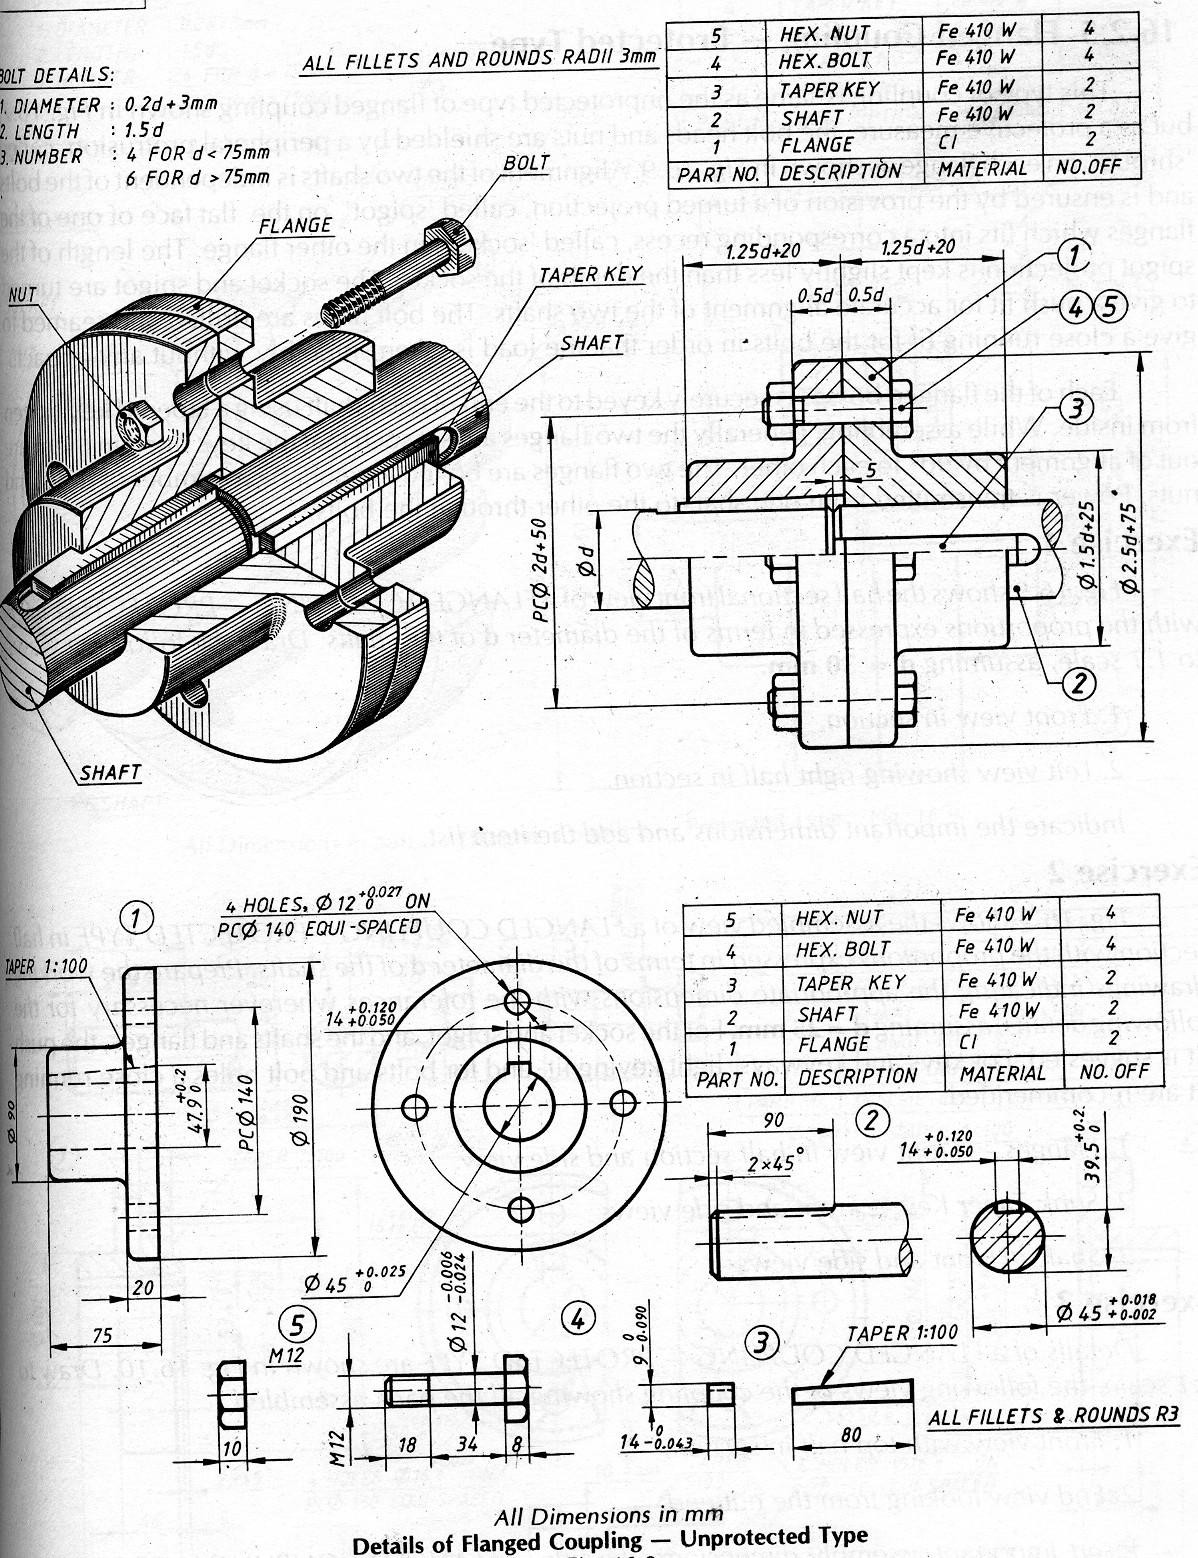 BOLT DETAILS:
1. DIAMETER : 0.2d+3mm
2. LENGTH : 1.5d
3. NUMBER : 4 FOR d<75mm
6 FOR d >75mm
ALL FILLETS AND ROUNDS RADII 3mm
5 HEX. NUT Fe 410 W 4
4 HEX. BOLT Fe 410 W 4
3 TAPER KEY Fe 410 W 2
2 SHAFT Fe 410 W 2
1 FLANGE CI 2
PART NO. DESCRIPTION MATERIAL NO.OFF
BOLT
FLANGE
NUT
TAPER KEY
SHAFT
SHAFT
1.25d+20 1.25d+20
0.5d 0.5d
1
4 5
3
5
PCØ 2d+50
Ød
Ø1.5d+25
Ø2.5d+75
2
1
4 HOLES, Ø12 +0.027 0 ON
PCØ 140 EQUI-SPACED
TAPER 1:100
14 +0.120 +0.050
Ø 90
47.9 +0.2 0
PCØ 140
Ø 190
20
75
Ø45 +0.025 0
5 HEX. NUT Fe 410 W 4
4 HEX. BOLT Fe 410 W 4
3 TAPER KEY Fe 410 W 2
2 SHAFT Fe 410 W 2
1 FLANGE CI 2
PART NO. DESCRIPTION MATERIAL NO. OFF
90
2
2×45°
14 +0.120 +0.050
39.5 +0.2 0
Ø45 +0.018 +0.002
5
M12
10
4
Ø12 -0.006 -0.024
M12
18 34 8
3
9 0 -0.090
14 0 -0.043
TAPER 1:100
80
ALL FILLETS & ROUNDS R3
All Dimensions in mm
Details of Flanged Coupling — Unprotected Type